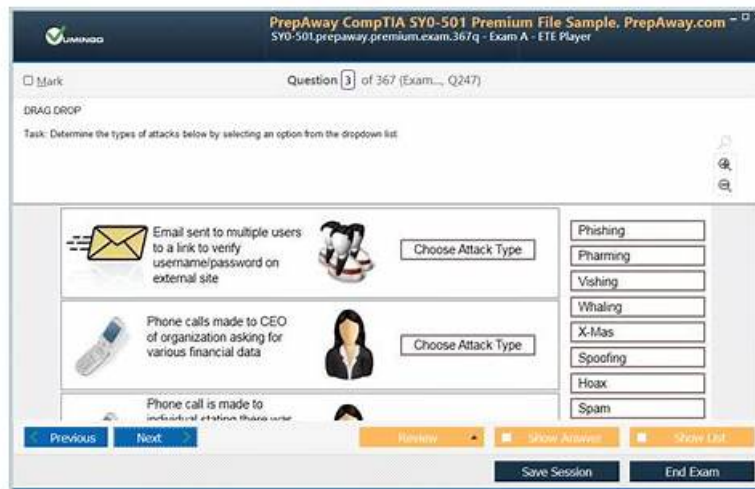 VUMINGO
PrepAway CompTIA SY0-501 Premium File Sample. PrepAway.com
SY0-501.prepaway.premium.exam.367q - Exam A - ETE Player
Mark
Question 3 of 367 (Exam..., Q247)
DRAG DROP
Task: Determine the types of attacks below by selecting an option from the dropdown list
Email sent to multiple users
to a link to verify
username/password on
external site
Choose Attack Type
Phone calls made to CEO
of organization asking for
various financial data
Choose Attack Type
Phone call is made to
individual stating there was
Phishing
Pharming
Vishing
Whaling
X-Mas
Spoofing
Hoax
Spam
Previous
Next
Review
Show Answer
Show List
Save Session
End Exam